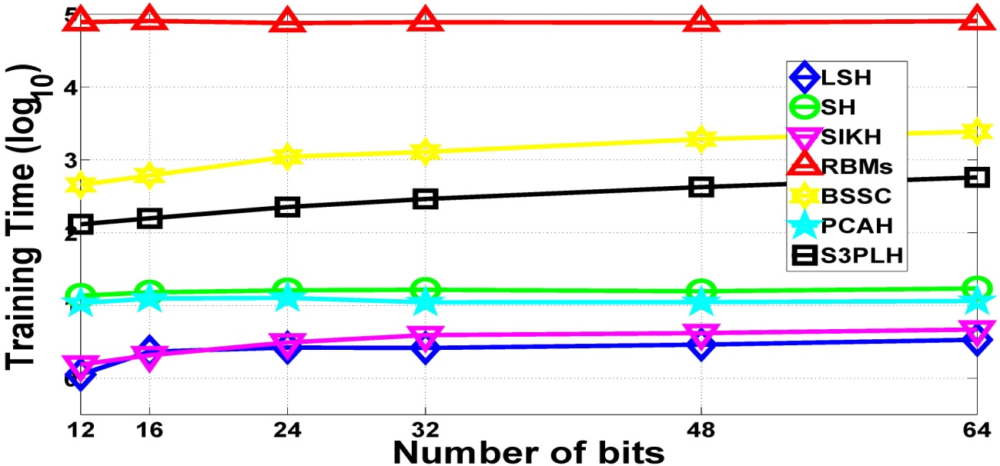 Training Time (log10)
5
4
3
2
1
0
12 16 24 32 48 64
Number of bits
LSH
SH
SIKH
RBMs
BSSC
PCAH
S3PLH